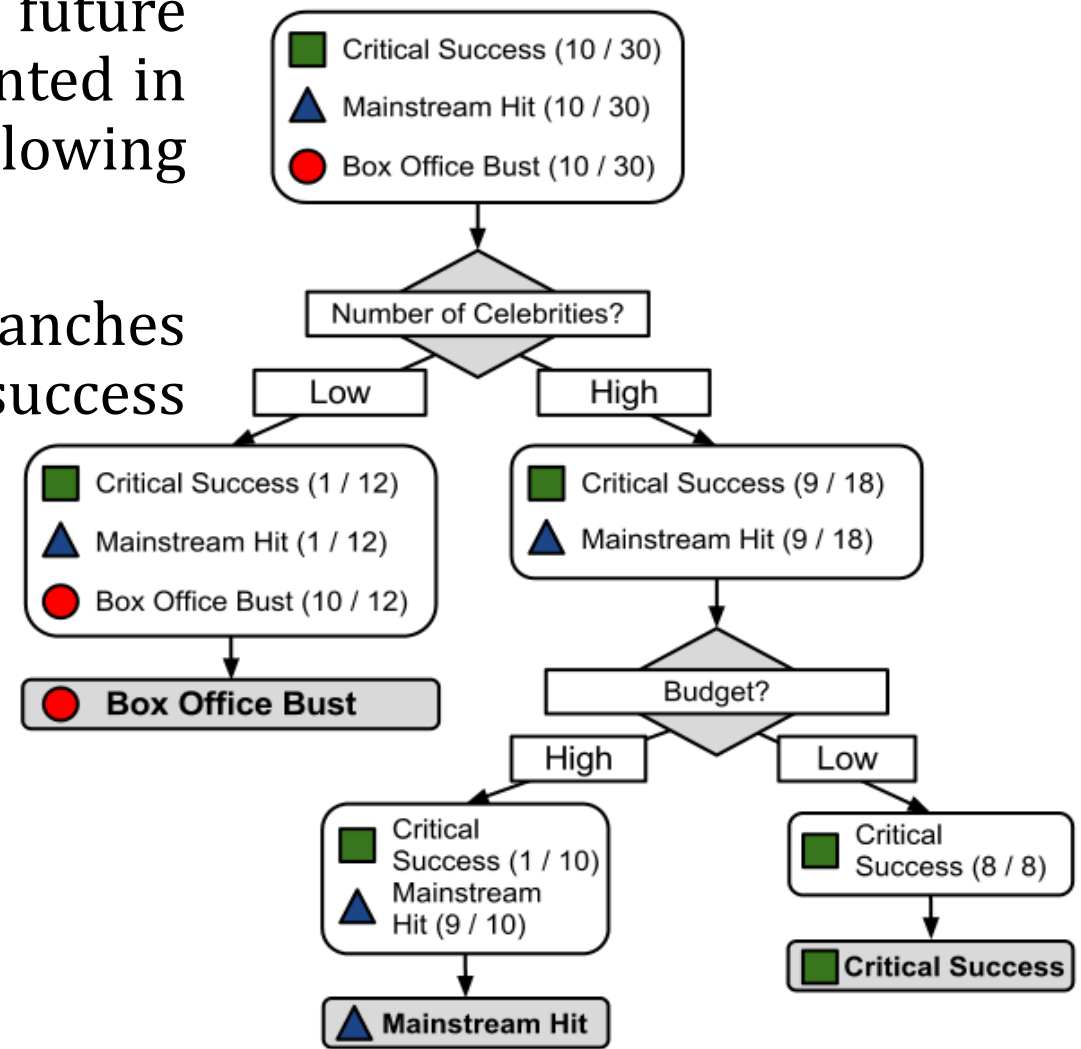 future
in
Critical Success (10 / 30)
Mainstream Hit (10 / 30)
Box Office Bust (10 / 30)
Number of Celebrities?
success
Low
High
Critical Success (1 / 12)
Mainstream Hit (1 / 12)
Box Office Bust (10 / 12)
Box Office Bust
Critical Success (9 / 18)
Mainstream Hit (9 / 18)
Budget?
High
Low
Critical
Success (1 / 10)
Mainstream
Hit (9 / 10)
Mainstream Hit
Critical
Success (8 / 8)
Critical Success